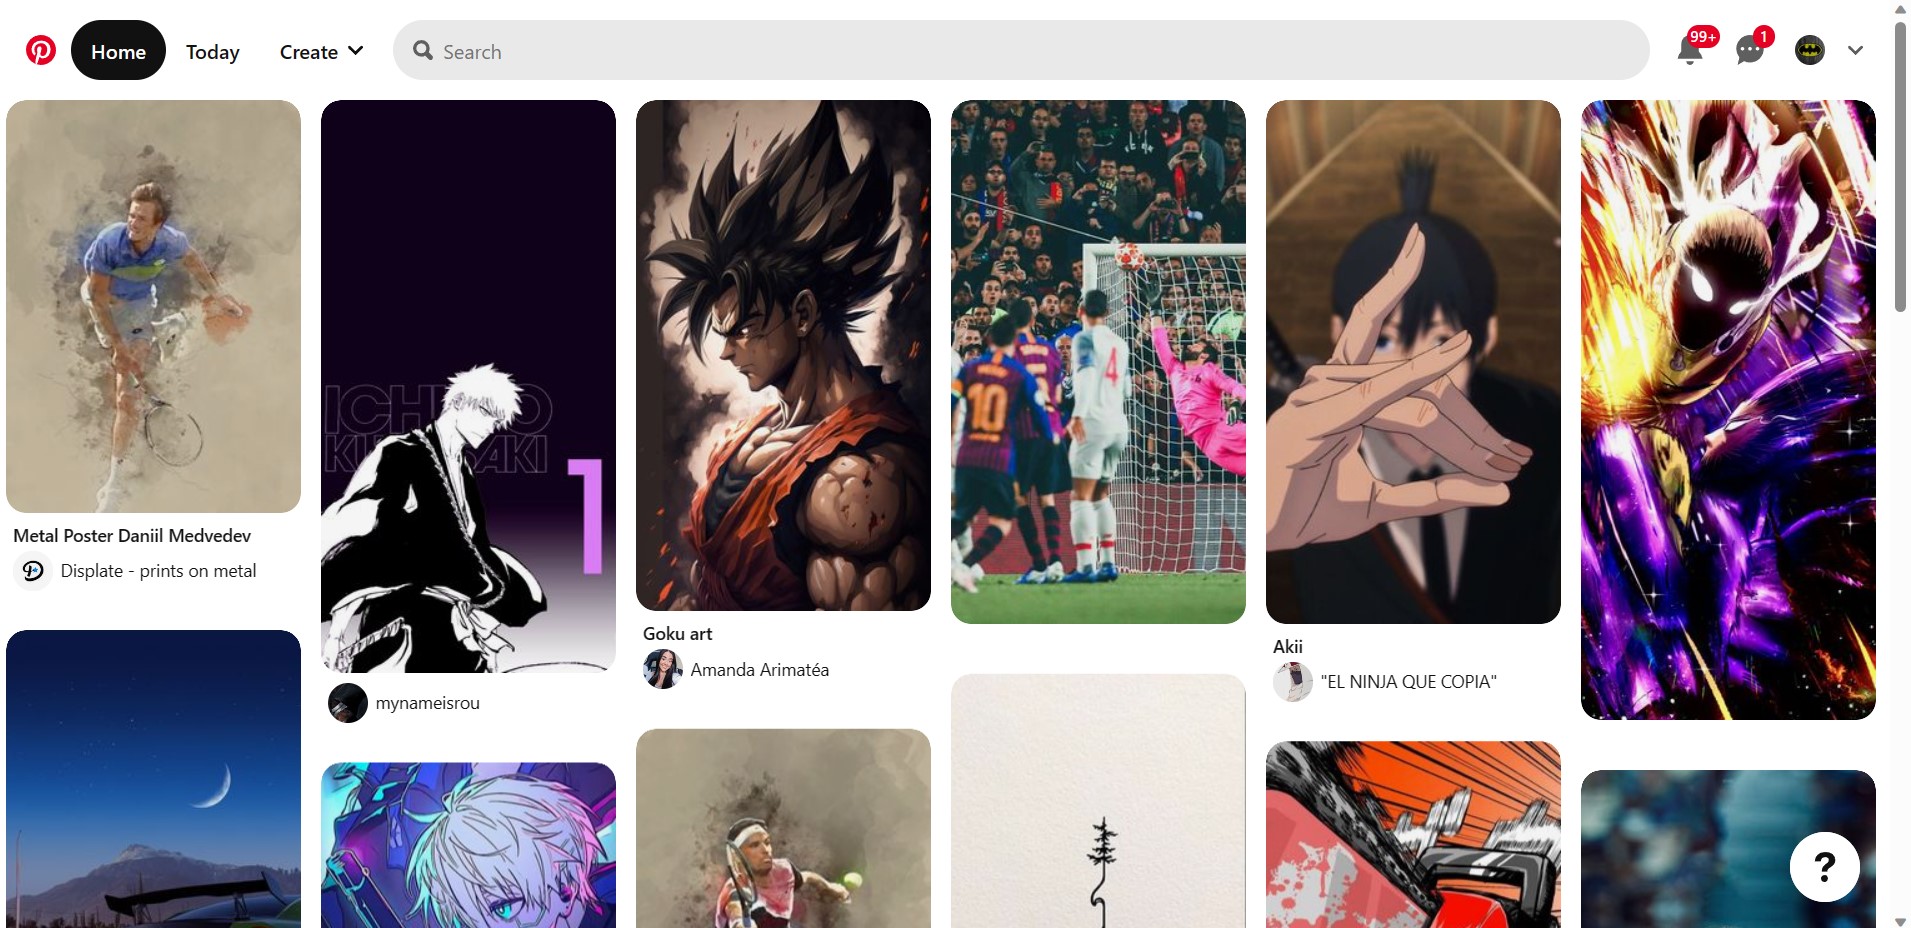 Home
Today
Create
Search
99+
1
ICHIGO
KUROSAKI
1
10
4
Metal Poster Daniil Medvedev
Displate - prints on metal
mynameisrou
Goku art
Amanda Arimatéa
Akii
"EL NINJA QUE COPIA"
?